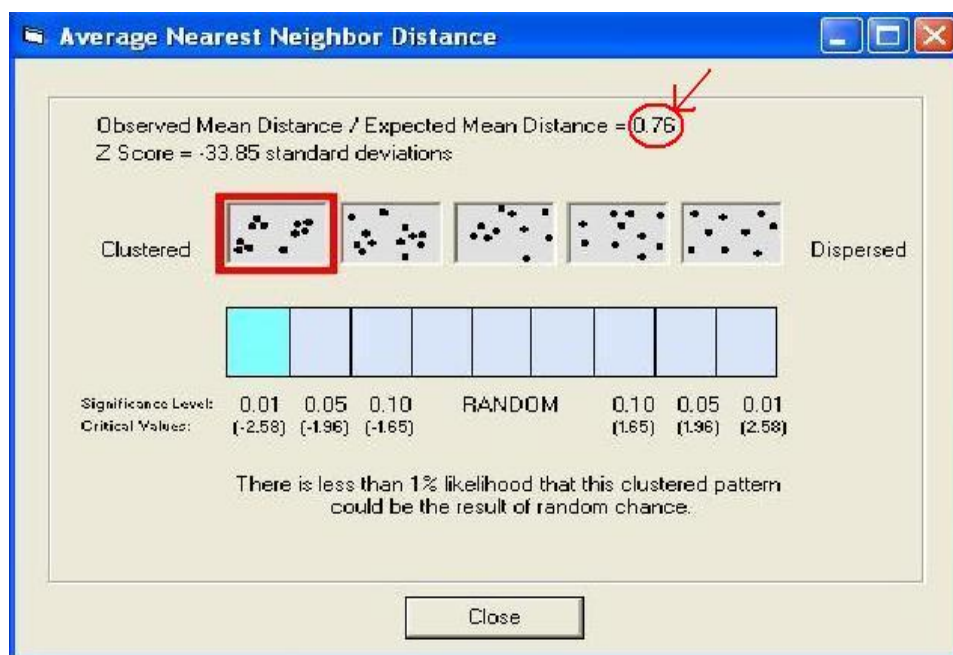 Average Nearest Neighbor Distance
Observed Mean Distance / Expected Mean Distance = 0.76
Z Score = -33.85 standard deviations
Clustered
Dispersed
Significance Level: 0.01 0.05 0.10 RANDOM 0.10 0.05 0.01
Critical Values: (-2.58) (-1.96) (-1.65) (1.65) (1.96) (2.58)
There is less than 1% likelihood that this clustered pattern
could be the result of random chance.
Close